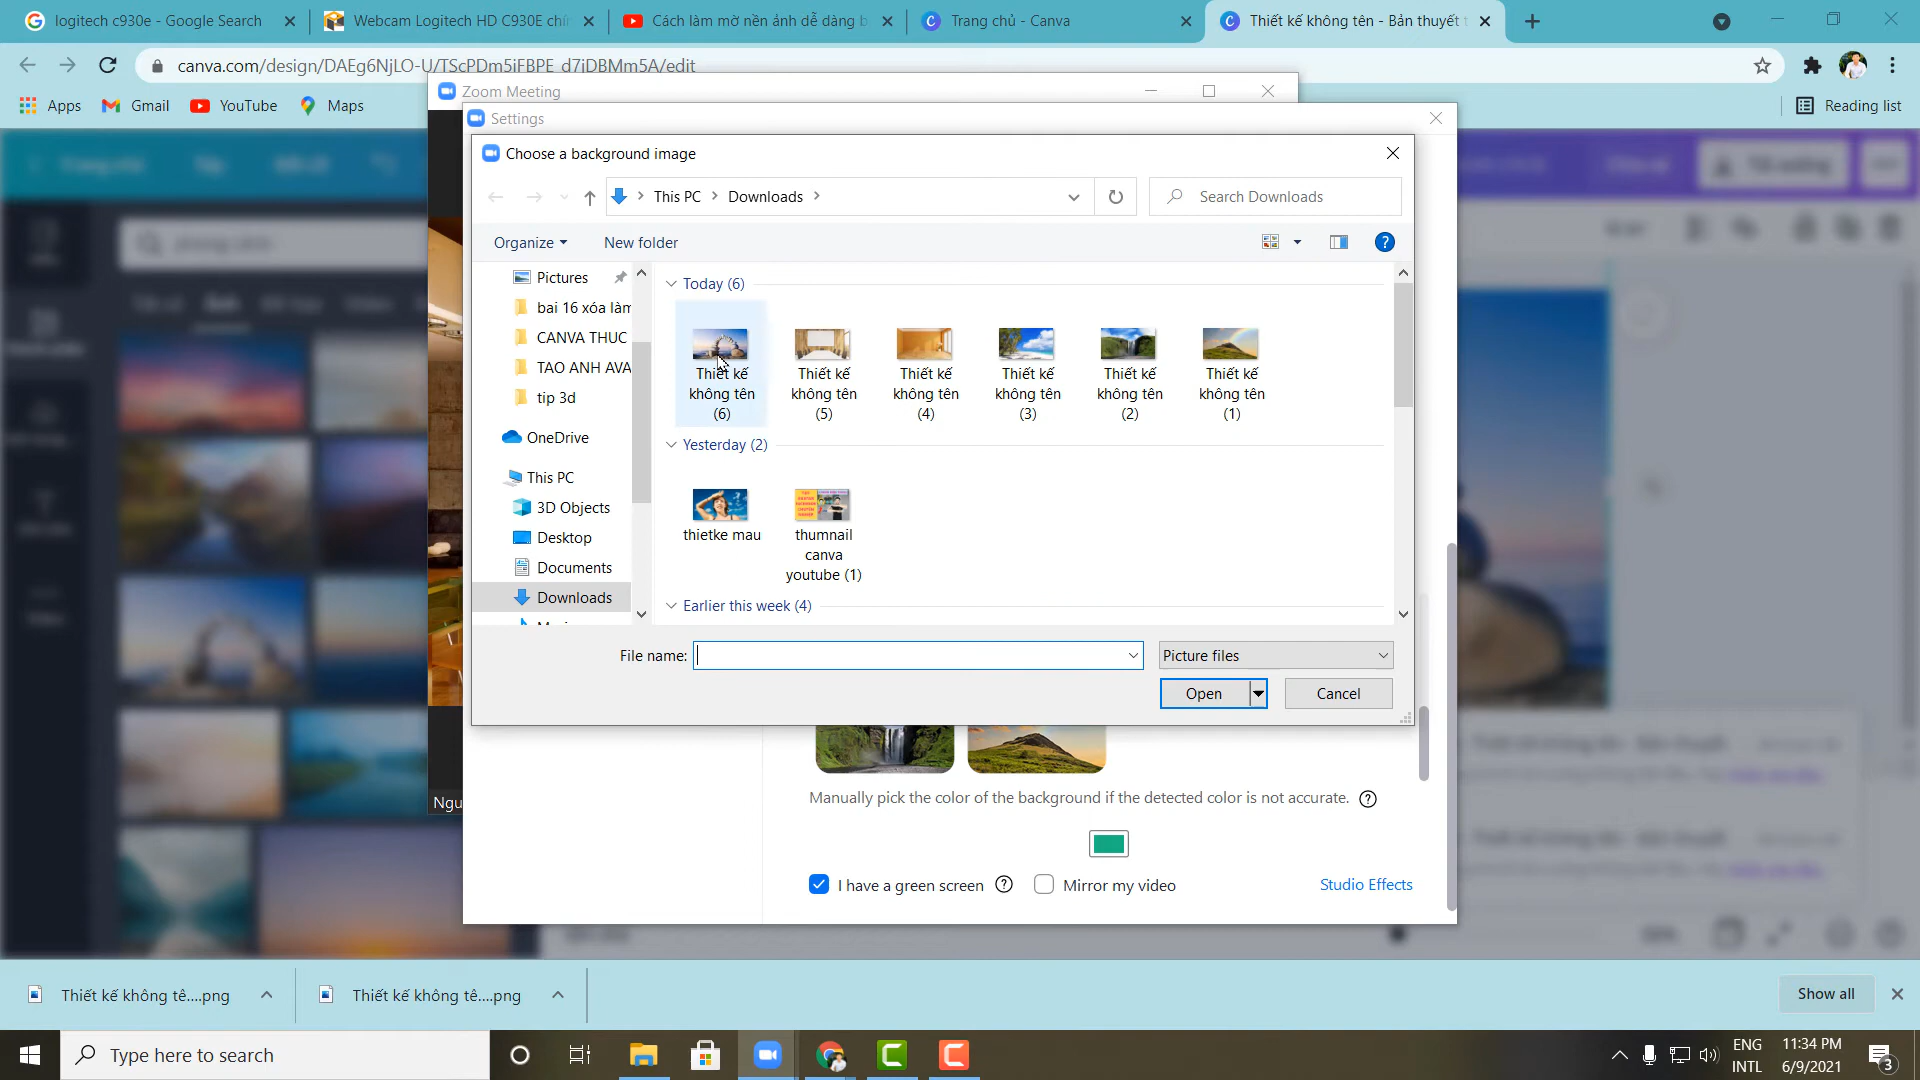 logitech c930e - Google Search
Webcam Logitech HD C930E chí
Cách làm mờ nền ảnh dễ dàng b
Trang chủ - Canva
Thiết kế không tên - Bản thuyết t
canva.com/design/DAEg6NjLO-U/TScPDm5iFBPE_d7jDBMm5A/edit
Apps
Gmail
YouTube
Maps
Reading list
Zoom Meeting
Settings
Choose a background image
This PC
Downloads
Search Downloads
Organize
New folder
Pictures
bai 16 xóa làm
CANVA THUC
TAO ANH AVA
tip 3d
OneDrive
This PC
3D Objects
Desktop
Documents
Downloads
Today (6)
Thiết kế
không tên
(6)
Thiết kế
không tên
(5)
Thiết kế
không tên
(4)
Thiết kế
không tên
(3)
Thiết kế
không tên
(2)
Thiết kế
không tên
(1)
Yesterday (2)
thietke mau
thumnail
canva
youtube (1)
Earlier this week (4)
File name:
Picture files
Open
Cancel
Ngu
Manually pick the color of the background if the detected color is not accurate.
I have a green screen
Mirror my video
Studio Effects
Thiết kế không tê....png
Thiết kế không tê....png
Show all
Type here to search
ENG
INTL
11:34 PM
6/9/2021
3